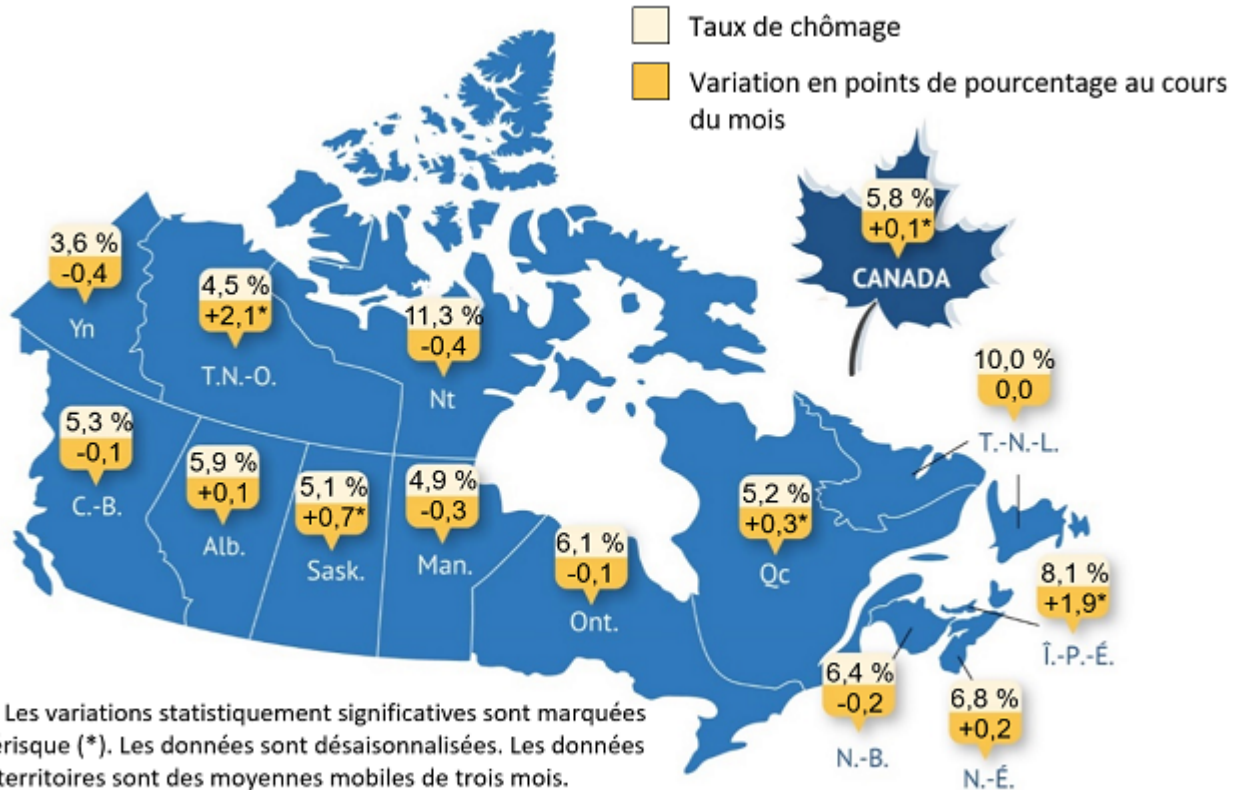 Taux de chômage
Variation en points de pourcentage au cours
du mois
5,8 %
+0,1*
CANADA
3,6 %
-0,4
Yn
4,5 %
+2,1*
T.N.-O.
11,3 %
-0,4
Nt
10,0 %
0,0
T.-N.-L.
5,3 %
-0,1
C.-B.
5,9 %
+0,1
Alb.
5,1 %
+0,7*
Sask.
4,9 %
-0,3
Man.
6,1 %
-0,1
Ont.
5,2 %
+0,3*
Qc
8,1 %
+1,9*
Î.-P.-É.
6,4 %
-0,2
N.-B.
6,8 %
+0,2
N.-É.
Les variations statistiquement significatives sont marquées
érisque (*). Les données sont désaisonnalisées. Les données
territoires sont des moyennes mobiles de trois mois.